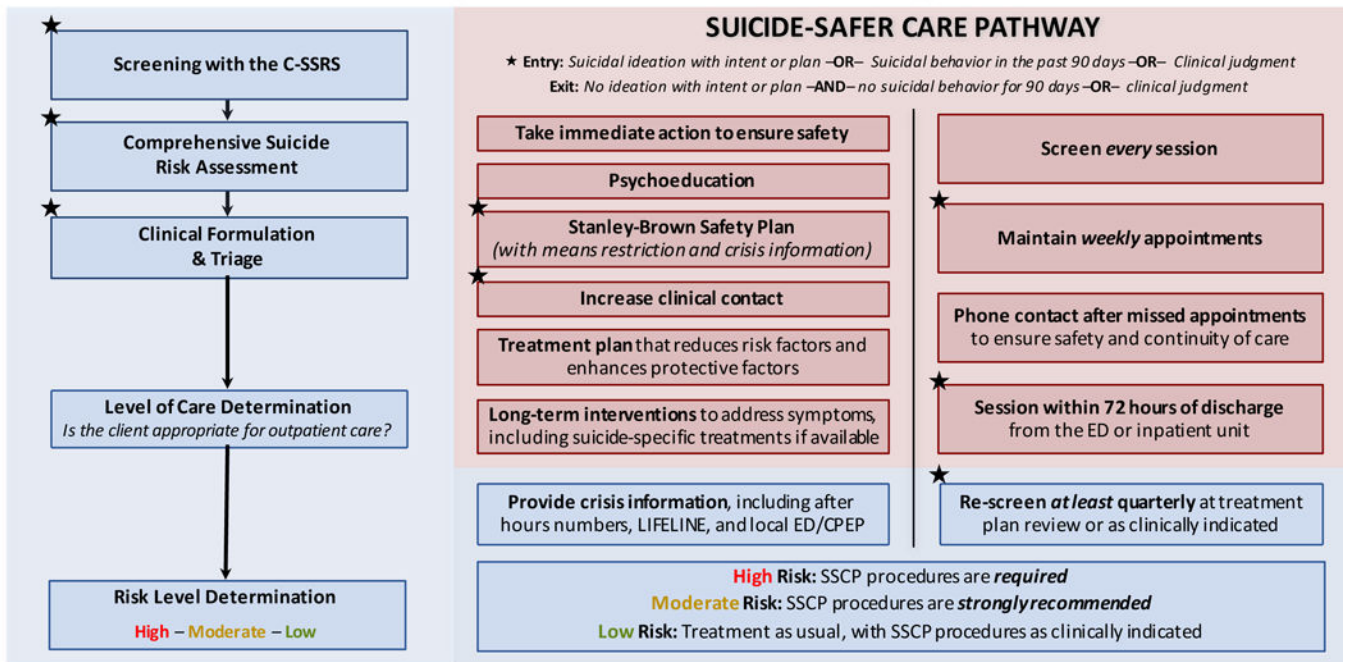 Screening with the C-SSRS
Comprehensive Suicide
Risk Assessment
Clinical Formulation
& Triage
Level of Care Determination
Is the client appropriate for outpatient care?
Risk Level Determination
High – Moderate – Low
SUICIDE-SAFER CARE PATHWAY
★ Entry: Suicidal ideation with intent or plan –OR– Suicidal behavior in the past 90 days –OR– Clinical judgment
Exit: No ideation with intent or plan –AND– no suicidal behavior for 90 days –OR– clinical judgment
Take immediate action to ensure safety
Psychoeducation
Stanley-Brown Safety Plan
(with means restriction and crisis information)
Increase clinical contact
Treatment plan that reduces risk factors and
enhances protective factors
Long-term interventions to address symptoms,
including suicide-specific treatments if available
Provide crisis information, including after
hours numbers, LIFELINE, and local ED/CPEP
Screen every session
Maintain weekly appointments
Phone contact after missed appointments
to ensure safety and continuity of care
Session within 72 hours of discharge
from the ED or inpatient unit
Re-screen at least quarterly at treatment
plan review or as clinically indicated
High Risk: SSCP procedures are required
Moderate Risk: SSCP procedures are strongly recommended
Low Risk: Treatment as usual, with SSCP procedures as clinically indicated